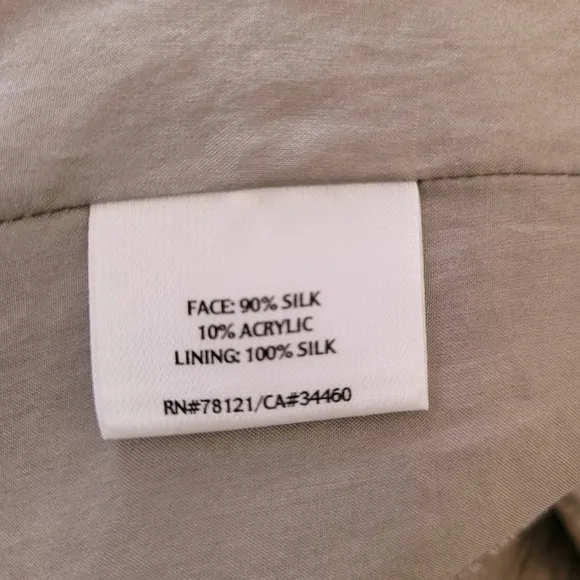 FACE: 90% SILK
10% ACRYLIC
LINING: 100% SILK
RN#78121/CA#34460